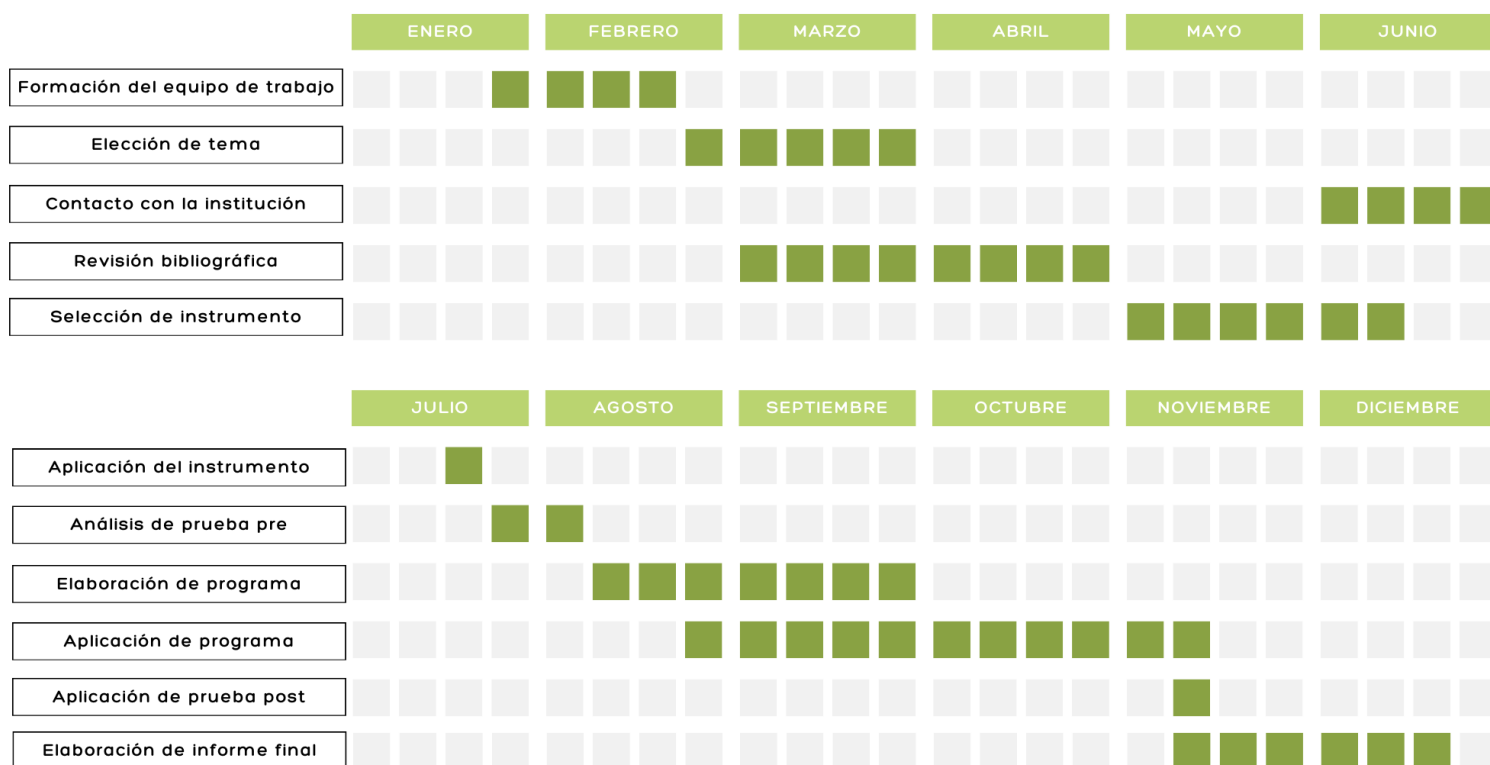 ENERO FEBRERO MARZO ABRIL MAYO JUNIO
Formación del equipo de trabajo
Elección de tema
Contacto con la institución
Revisión bibliográfica
Selección de instrumento
JULIO AGOSTO SEPTIEMBRE OCTUBRE NOVIEMBRE DICIEMBRE
Aplicación del instrumento
Análisis de prueba pre
Elaboración de programa
Aplicación de programa
Aplicación de prueba post
Elaboración de informe final